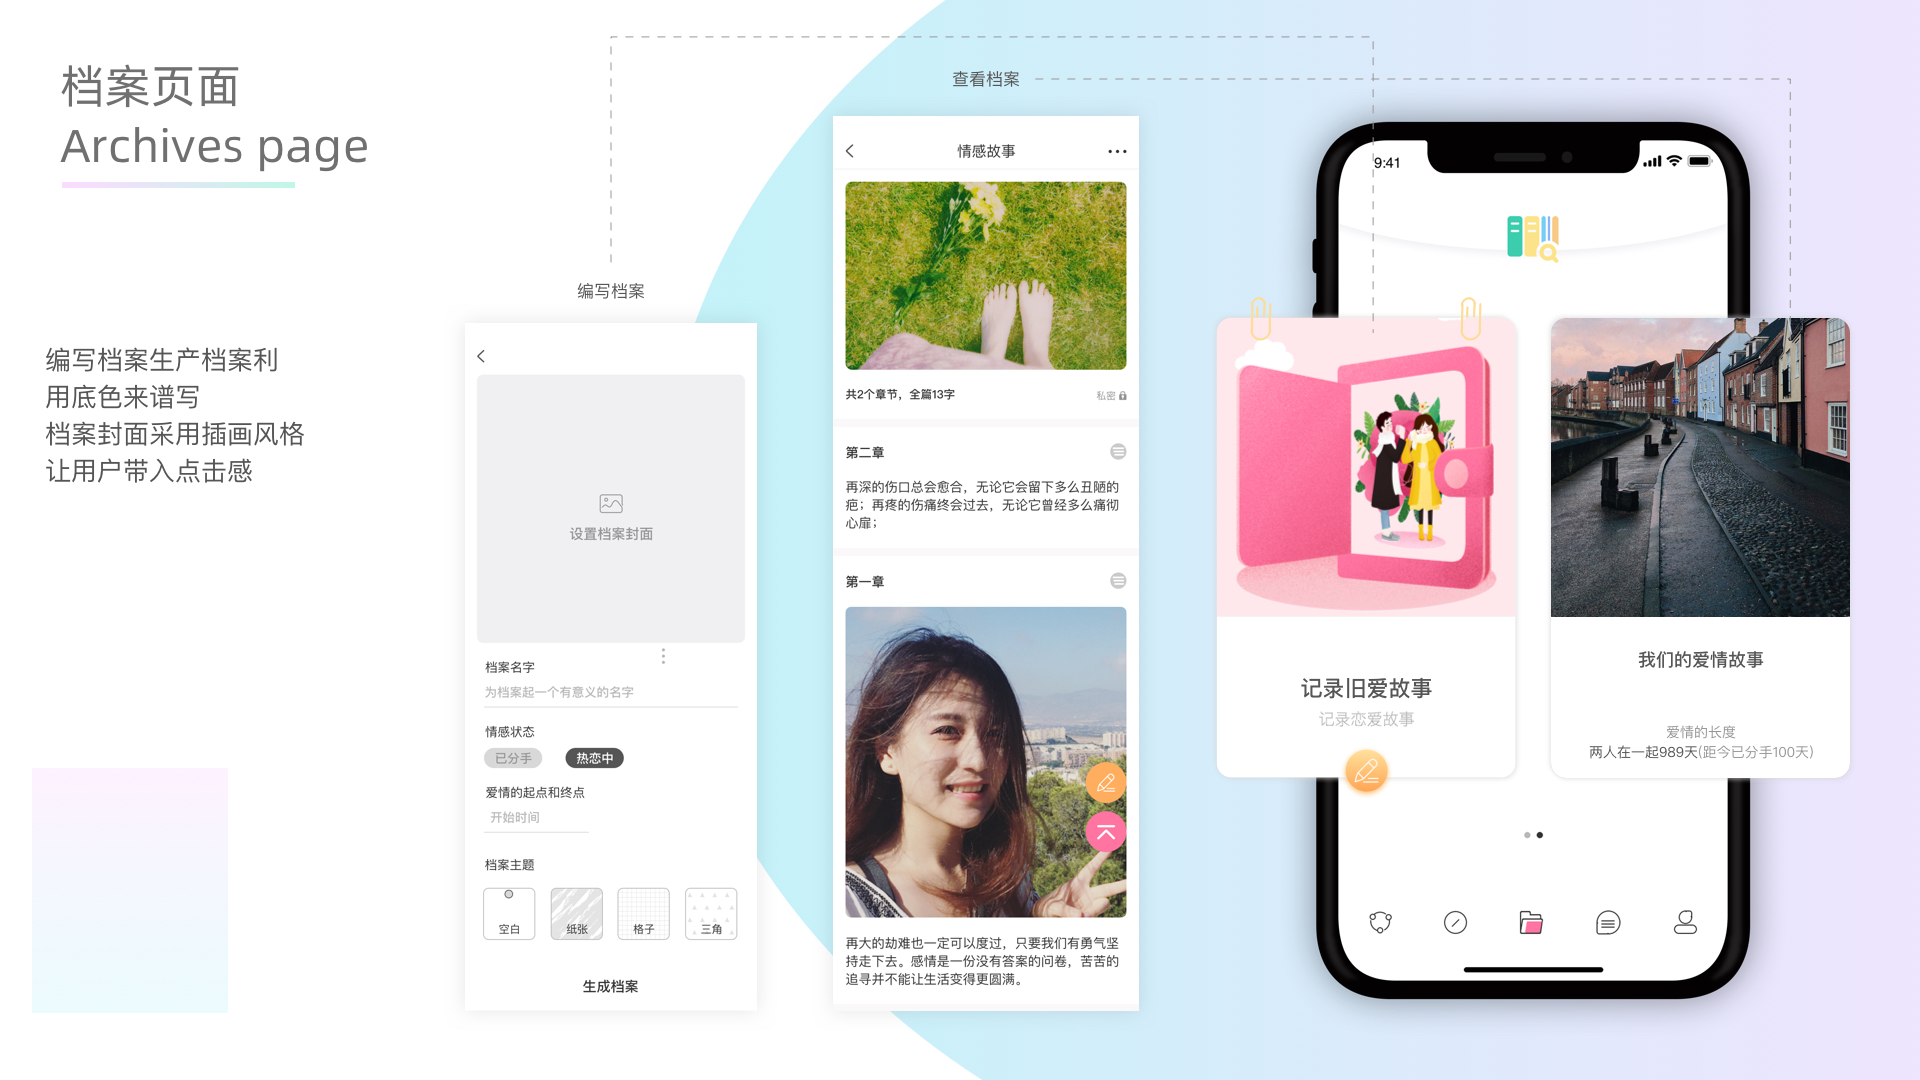 档案页面
Archives page
编写档案生产档案利
用底色来谱写
档案封面采用插画风格
让用户带入点击感
编写档案
设置档案封面
档案名字
为档案起一个有意义的名字
情感状态
已分手
热恋中
爱情的起点和终点
开始时间
档案主题
空白
纸张
格子
三角
生成档案
查看档案
情感故事
共2个章节，全篇13字
私密
第二章
再深的伤口总会愈合，无论它会留下多么丑陋的
疤；再疼的伤痛终会过去，无论它曾经多么痛彻
心扉；
第一章
再大的劫难也一定可以度过，只要我们有勇气坚
持走下去。感情是一份没有答案的问卷，苦苦的
追寻并不能让生活变得更圆满。
9:41
记录旧爱故事
记录恋爱故事
我们的爱情故事
爱情的长度
两人在一起989天(距今已分手100天)